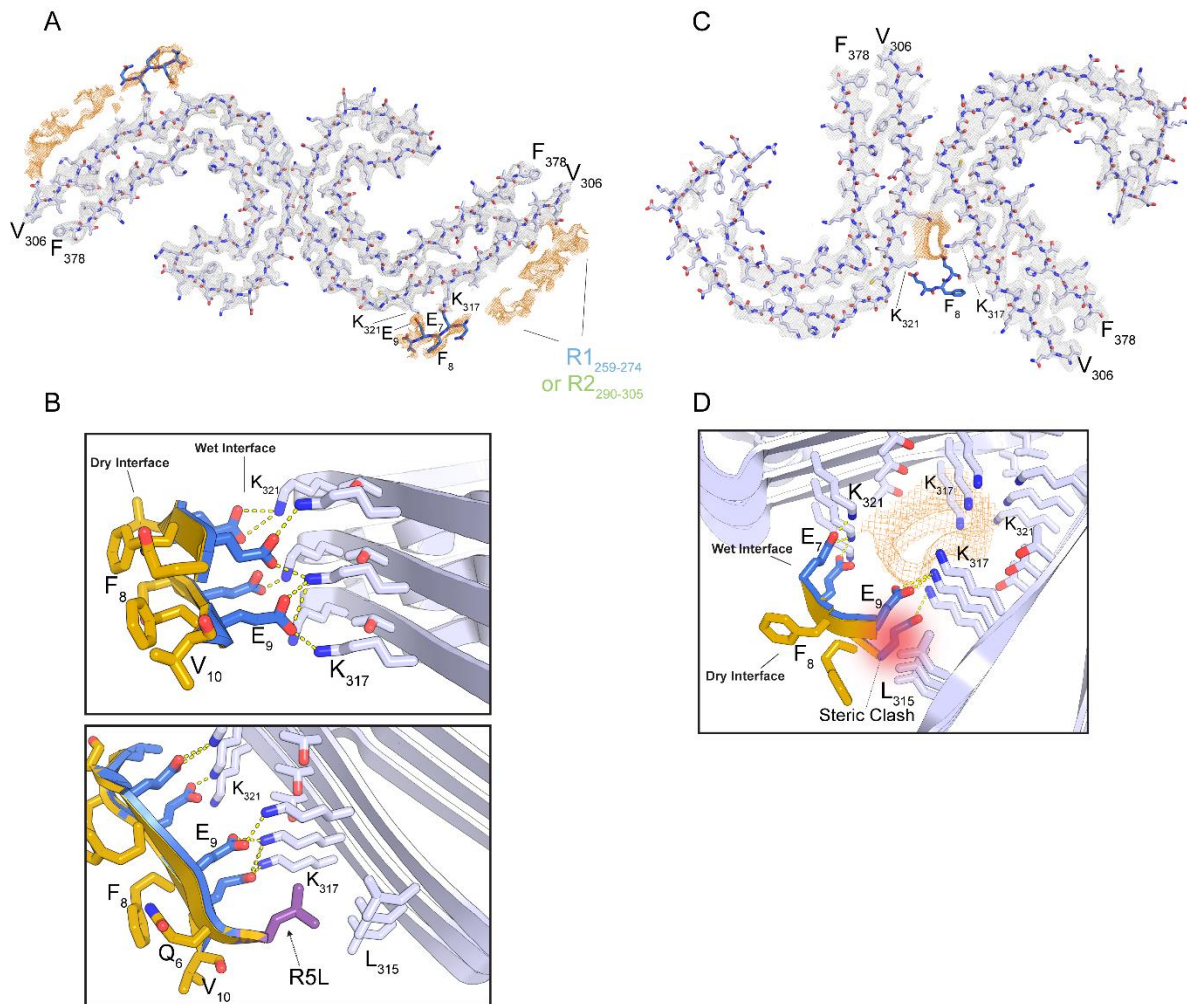 A
F378
V306
V306
F378
K317
K321
E7
E9
F8
R1259-274
or R2290-305
B
Wet Interface
Dry Interface
K321
F8
E9
V10
K317
K321
E9
F8
K317
Q6
V10
R5L
L315
C
V306
F378
K321
F8
K317
F378
V306
D
K317
K321
E7
K321
Wet Interface
K317
E9
F8
Dry Interface
L315
Steric Clash